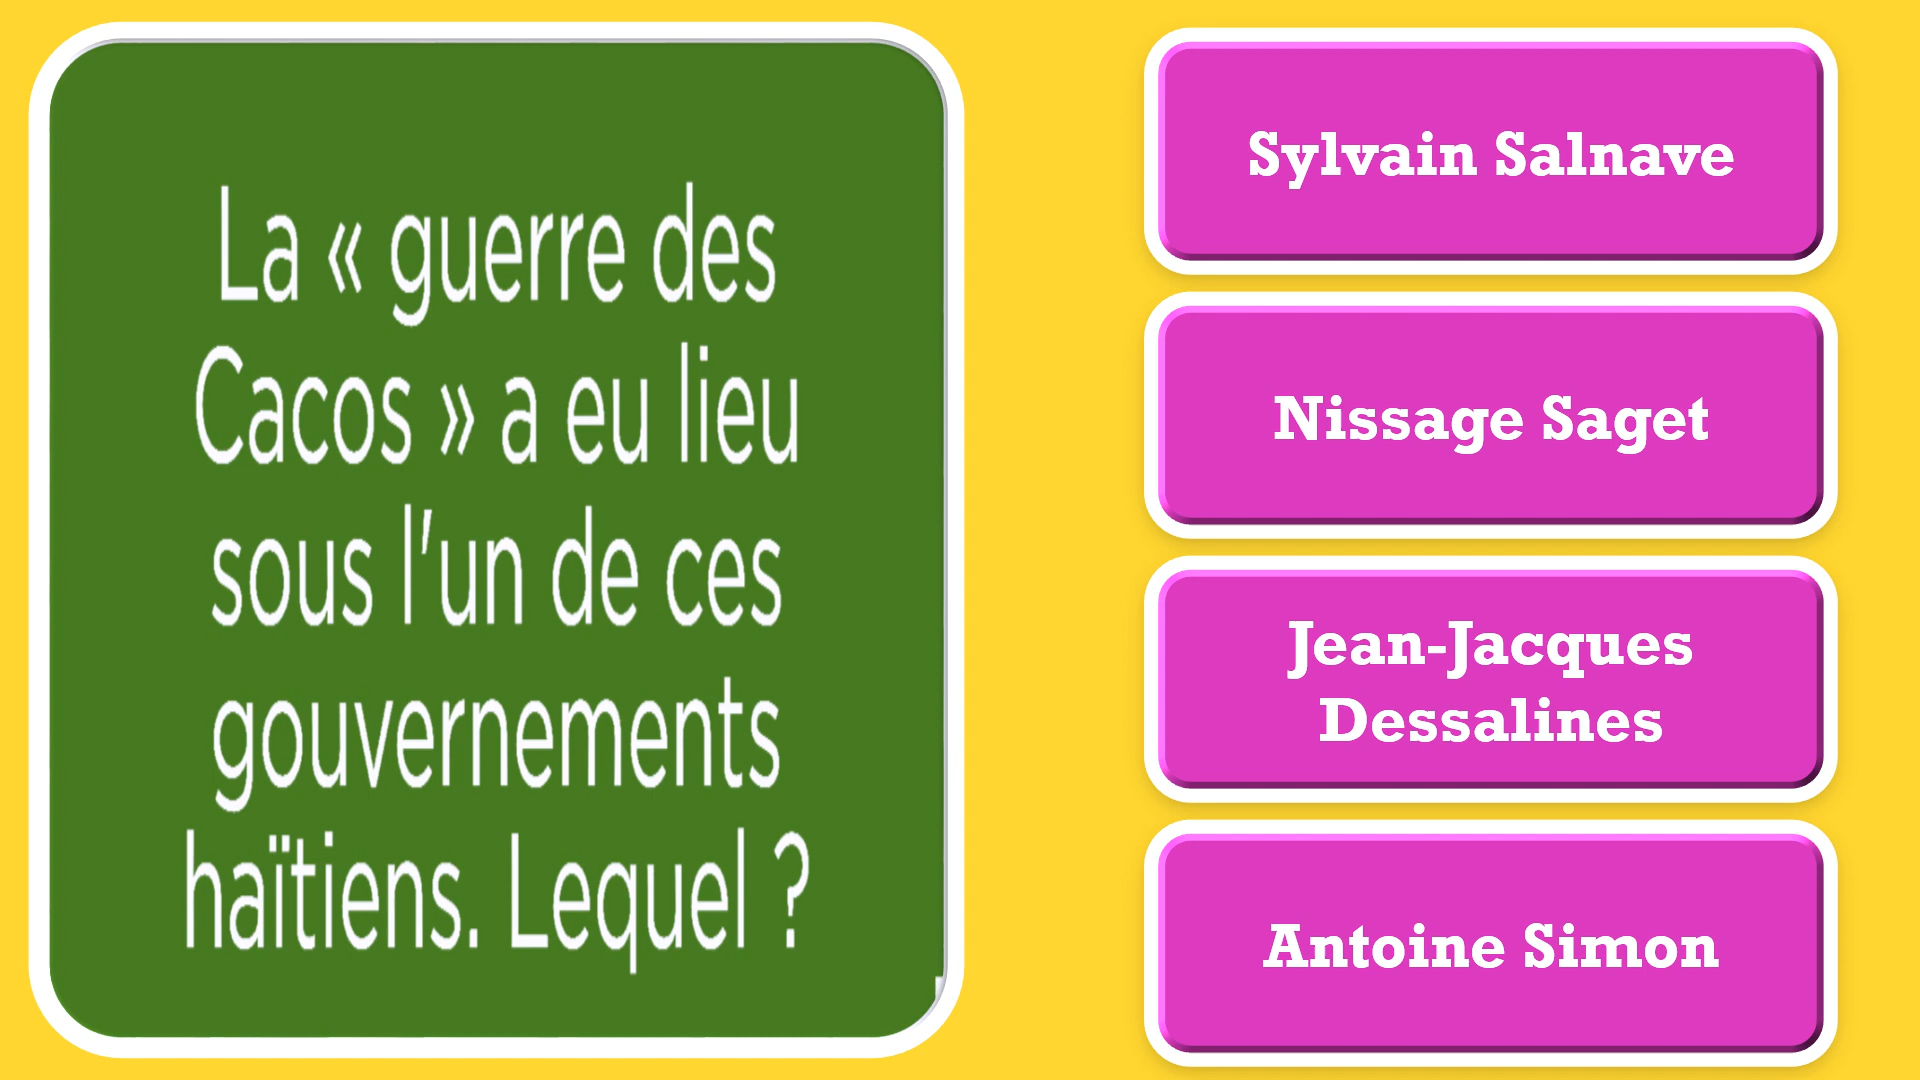 La « guerre des
Cacos » a eu lieu
sous l’un de ces
gouvernements
haïtiens. Lequel ?
Sylvain Salnave
Nissage Saget
Jean-Jacques
Dessalines
Antoine Simon